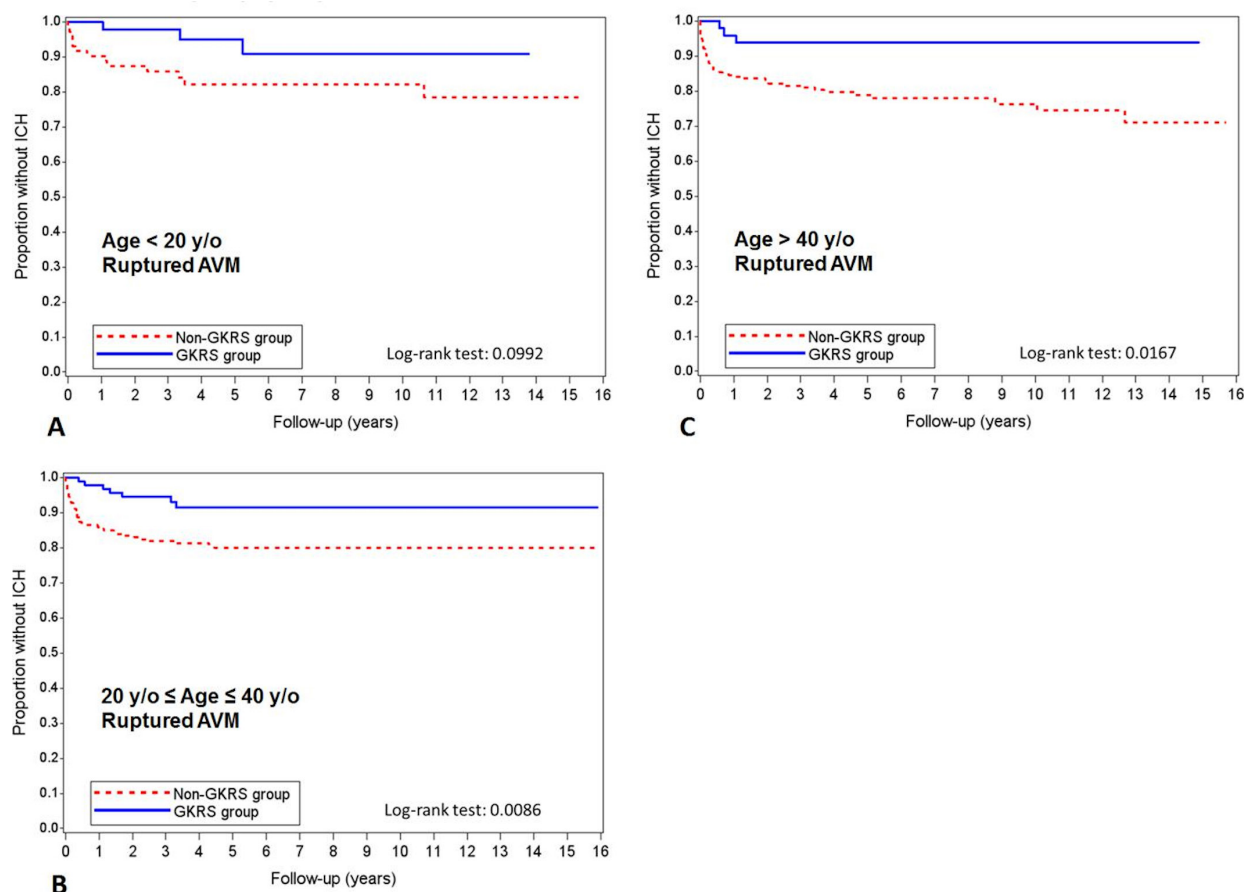 1.0
0.9
0.8
0.7
0.6
0.5
0.4
0.3
0.2
0.1
0.0
Proportion without ICH
Age < 20 y/o
Ruptured AVM
Non-GKRS group
GKRS group
Log-rank test: 0.0992
0 1 2 3 4 5 6 7 8 9 10 11 12 13 14 15 16
Follow-up (years)
A
1.0
0.9
0.8
0.7
0.6
0.5
0.4
0.3
0.2
0.1
0.0
Proportion without ICH
Age > 40 y/o
Ruptured AVM
Non-GKRS group
GKRS group
Log-rank test: 0.0167
0 1 2 3 4 5 6 7 8 9 10 11 12 13 14 15 16
Follow-up (years)
C
1.0
0.9
0.8
0.7
0.6
0.5
0.4
0.3
0.2
0.1
0.0
Proportion without ICH
20 y/o ≤ Age ≤ 40 y/o
Ruptured AVM
Non-GKRS group
GKRS group
Log-rank test: 0.0086
0 1 2 3 4 5 6 7 8 9 10 11 12 13 14 15 16
Follow-up (years)
B